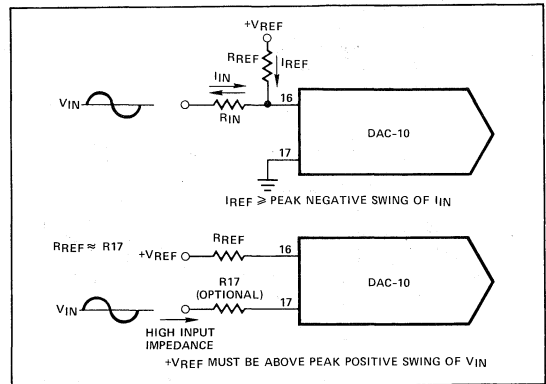 +VREF
RREF
IREF
IIN
VIN
RIN
16
DAC-10
17
IREF ⩾ PEAK NEGATIVE SWING OF IIN
RREF ≈ R17
+VREF
RREF
16
DAC-10
R17
(OPTIONAL)
VIN
17
HIGH INPUT
IMPEDANCE
+VREF MUST BE ABOVE PEAK POSITIVE SWING OF VIN